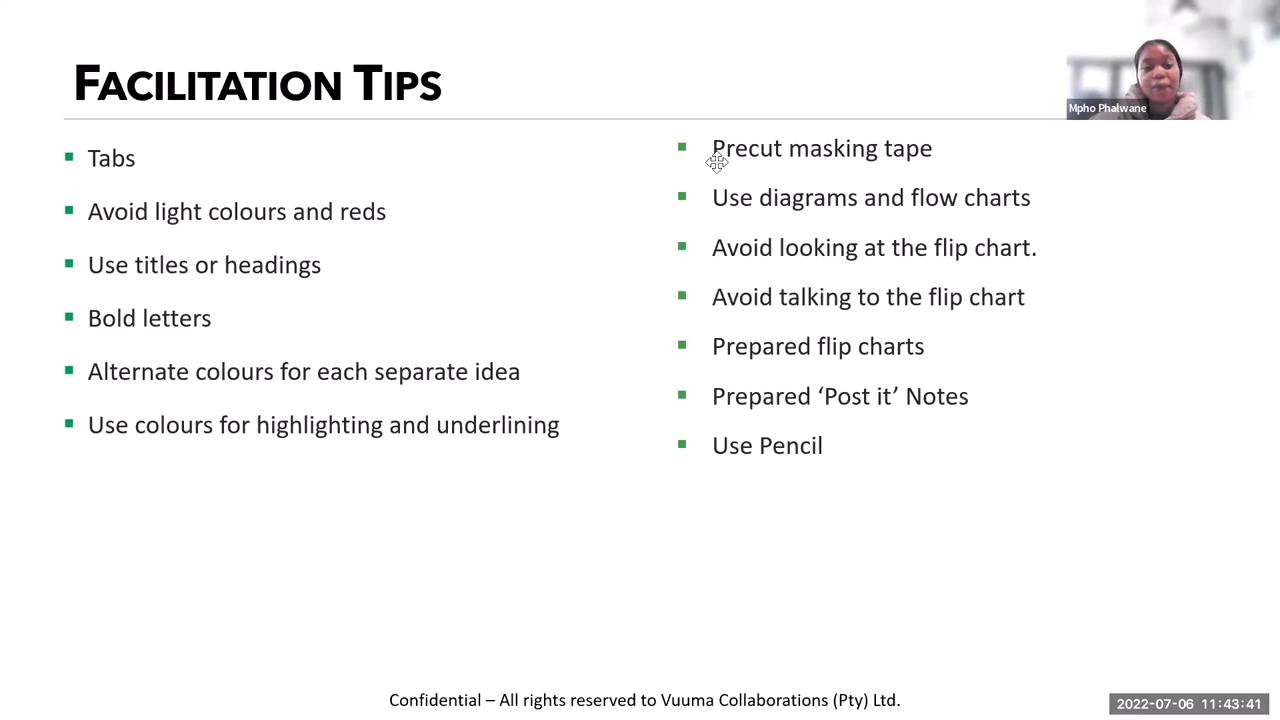 FACILITATION TIPS
Mpho Phalwane
Tabs
Avoid light colours and reds
Use titles or headings
Bold letters
Alternate colours for each separate idea
Use colours for highlighting and underlining
Precut masking tape
Use diagrams and flow charts
Avoid looking at the flip chart.
Avoid talking to the flip chart
Prepared flip charts
Prepared ‘Post it’ Notes
Use Pencil
Confidential – All rights reserved to Vuuma Collaborations (Pty) Ltd.
2022-07-06 11:43:41